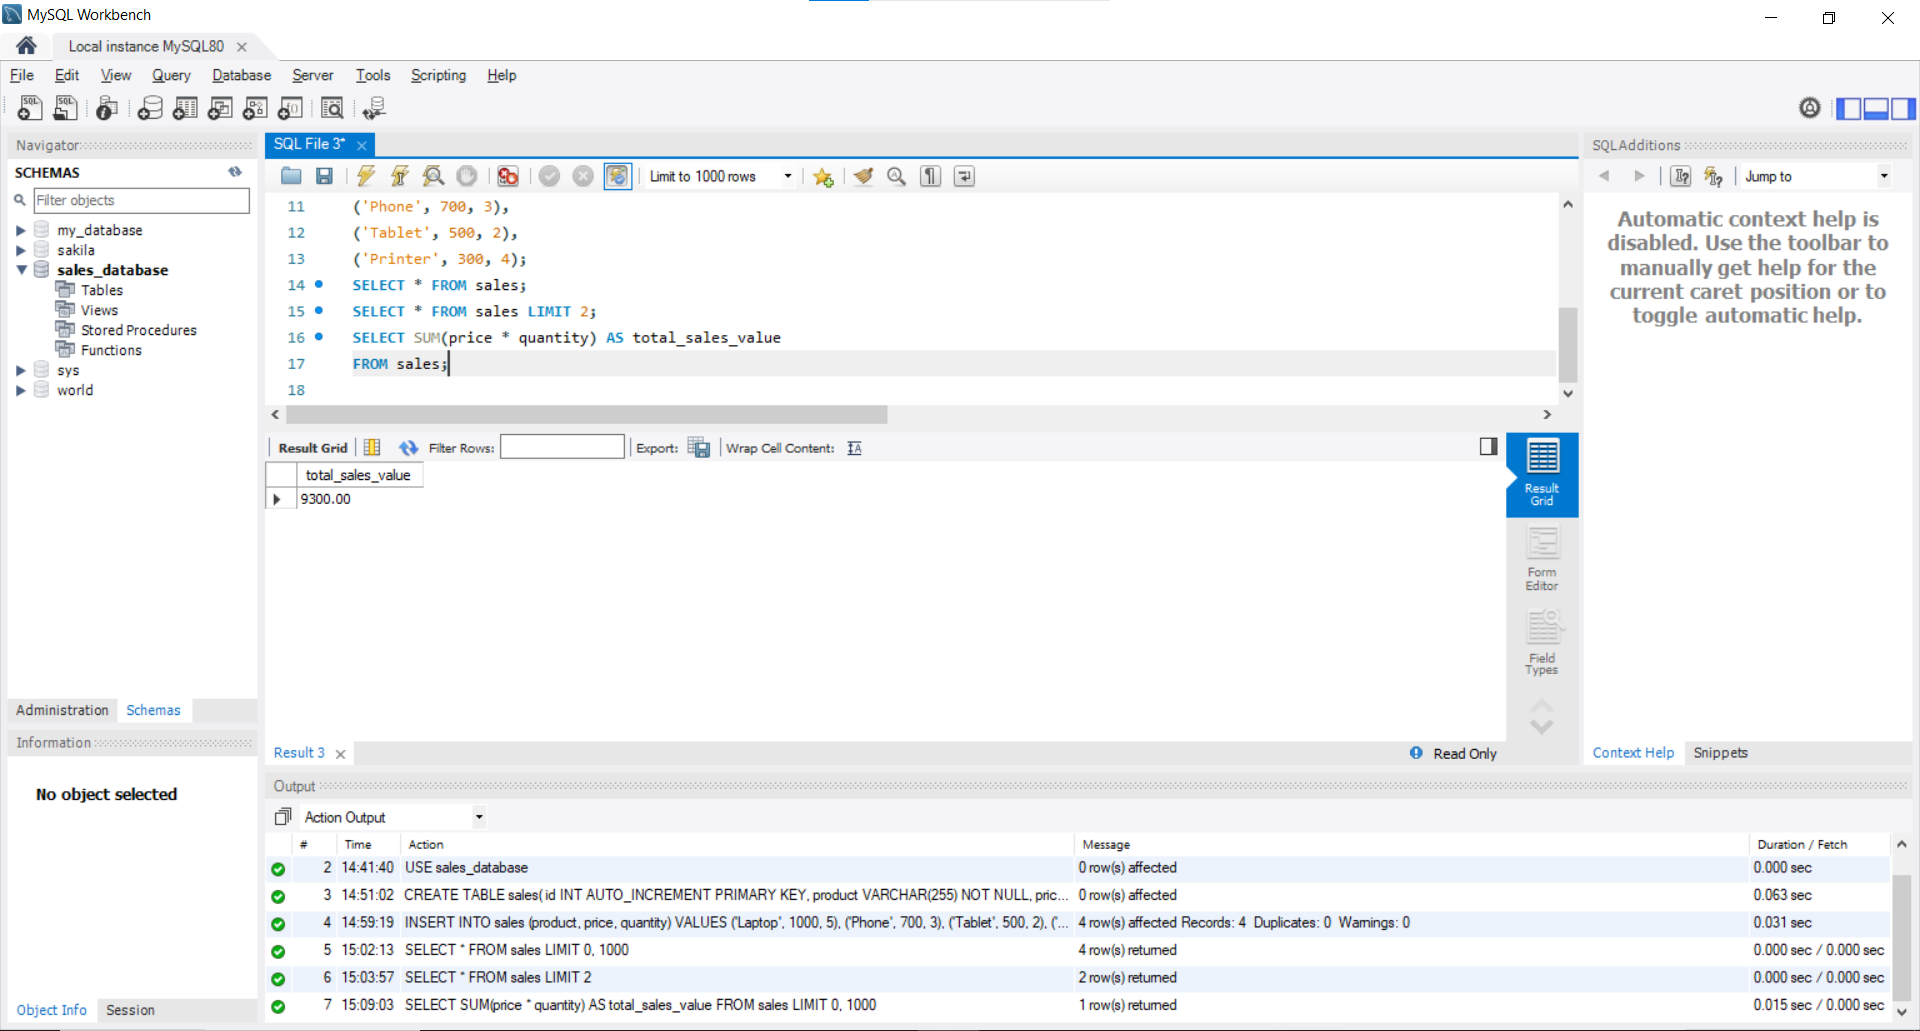 MySQL Workbench
Local instance MySQL80
File Edit View Query Database Server Tools Scripting Help
Navigator
SCHEMAS
Filter objects
my_database
sakila
sales_database
Tables
Views
Stored Procedures
Functions
sys
world
Administration Schemas
Information
No object selected
Object Info Session
SQL File 3*
Limit to 1000 rows
11 ('Phone', 700, 3),
12 ('Tablet', 500, 2),
13 ('Printer', 300, 4);
14 SELECT * FROM sales;
15 SELECT * FROM sales LIMIT 2;
16 SELECT SUM(price * quantity) AS total_sales_value
17 FROM sales;
18
Result Grid Filter Rows: Export: Wrap Cell Content:
total_sales_value
9300.00
Result
Grid
Form
Editor
Field
Types
Result 3
Read Only
SQLAdditions
Jump to
Automatic context help is
disabled. Use the toolbar to
manually get help for the
current caret position or to
toggle automatic help.
Context Help Snippets
Output
Action Output
# Time Action Message Duration / Fetch
2 14:41:40 USE sales_database 0 row(s) affected 0.000 sec
3 14:51:02 CREATE TABLE sales( id INT AUTO_INCREMENT PRIMARY KEY, product VARCHAR(255) NOT NULL, pric... 0 row(s) affected 0.063 sec
4 14:59:19 INSERT INTO sales (product, price, quantity) VALUES ('Laptop', 1000, 5), ('Phone', 700, 3), ('Tablet', 500, 2), ('... 4 row(s) affected Records: 4 Duplicates: 0 Warnings: 0 0.031 sec
5 15:02:13 SELECT * FROM sales LIMIT 0, 1000 4 row(s) returned 0.000 sec / 0.000 sec
6 15:03:57 SELECT * FROM sales LIMIT 2 2 row(s) returned 0.000 sec / 0.000 sec
7 15:09:03 SELECT SUM(price * quantity) AS total_sales_value FROM sales LIMIT 0, 1000 1 row(s) returned 0.015 sec / 0.000 sec